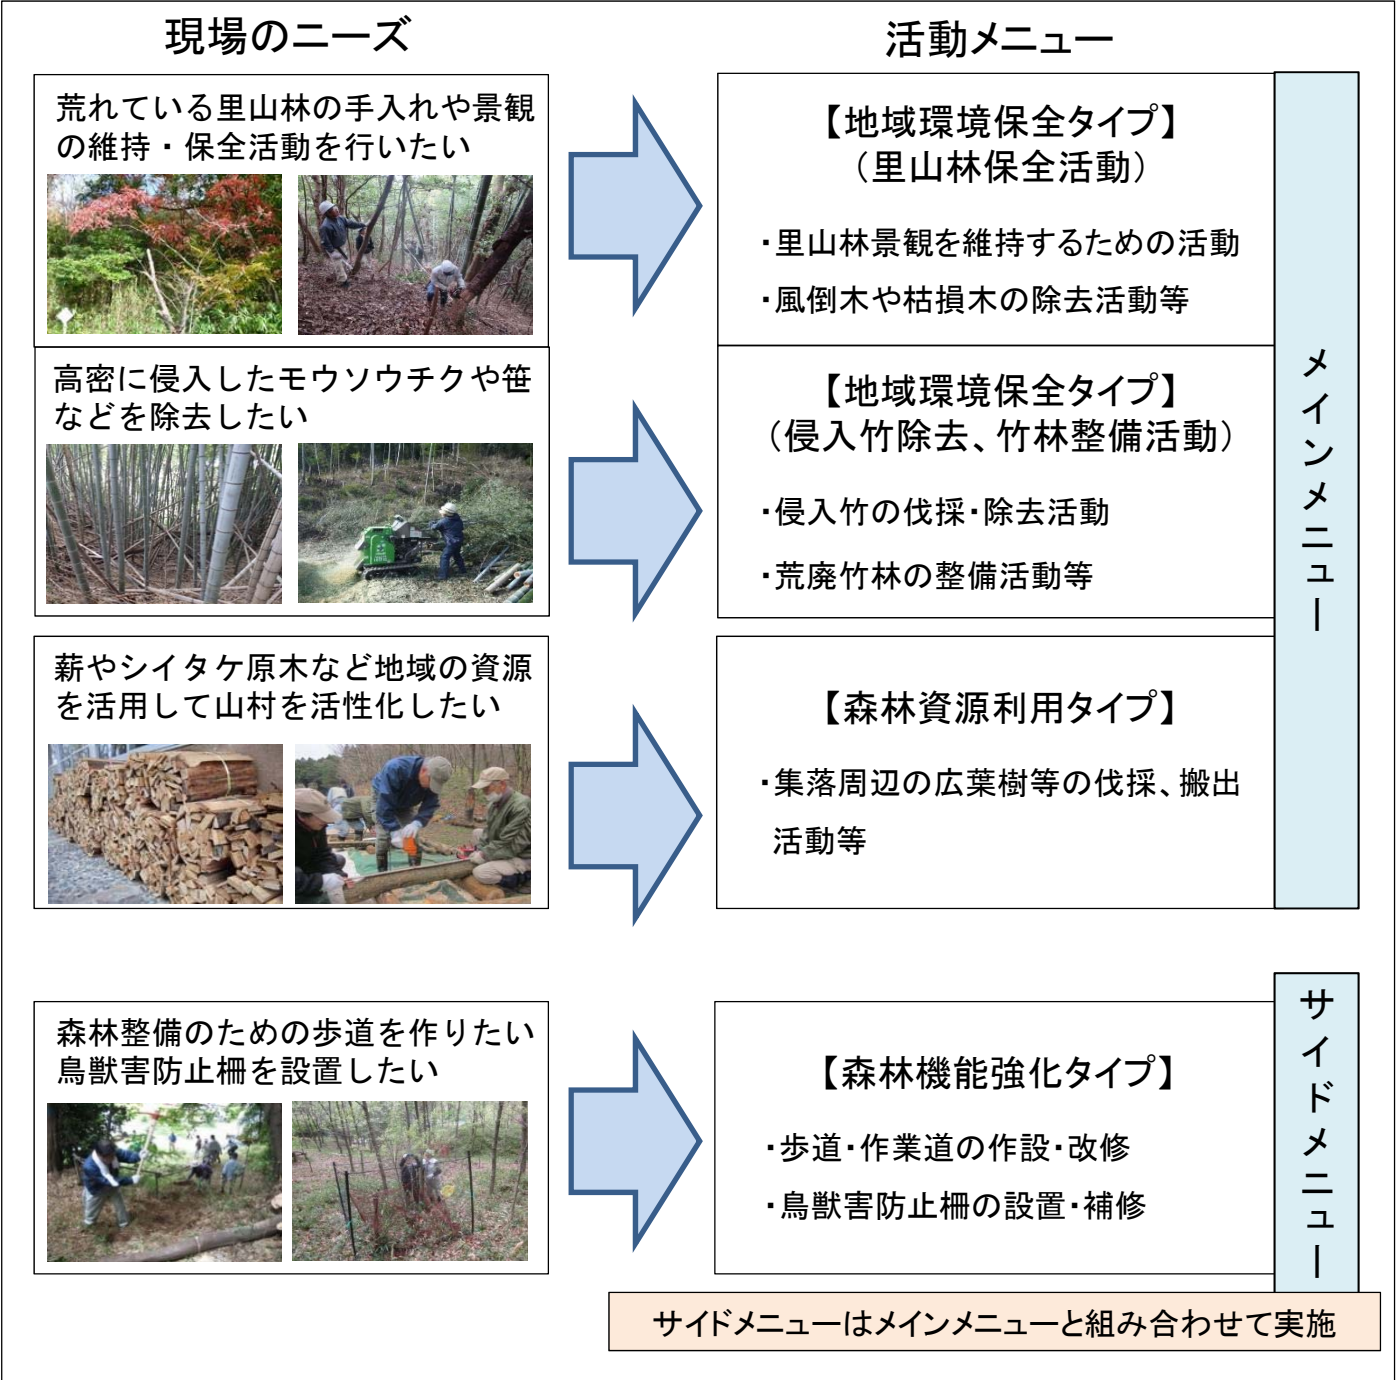 現場のニーズ
活動メニュー
荒れている里山林の手入れや景観
の維持・保全活動を行いたい
【地域環境保全タイプ】
（里山林保全活動）
・里山林景観を維持するための活動
・風倒木や枯損木の除去活動等
高密に侵入したモウソウチクや笹
などを除去したい
【地域環境保全タイプ】
（侵入竹除去、竹林整備活動）
・侵入竹の伐採・除去活動
・荒廃竹林の整備活動等
薪やシイタケ原木など地域の資源
を活用して山村を活性化したい
【森林資源利用タイプ】
・集落周辺の広葉樹等の伐採、搬出
活動等
メインメニュー
森林整備のための歩道を作りたい
鳥獣害防止柵を設置したい
【森林機能強化タイプ】
・歩道・作業道の作設・改修
・鳥獣害防止柵の設置・補修
サイドメニュー
サイドメニューはメインメニューと組み合わせて実施